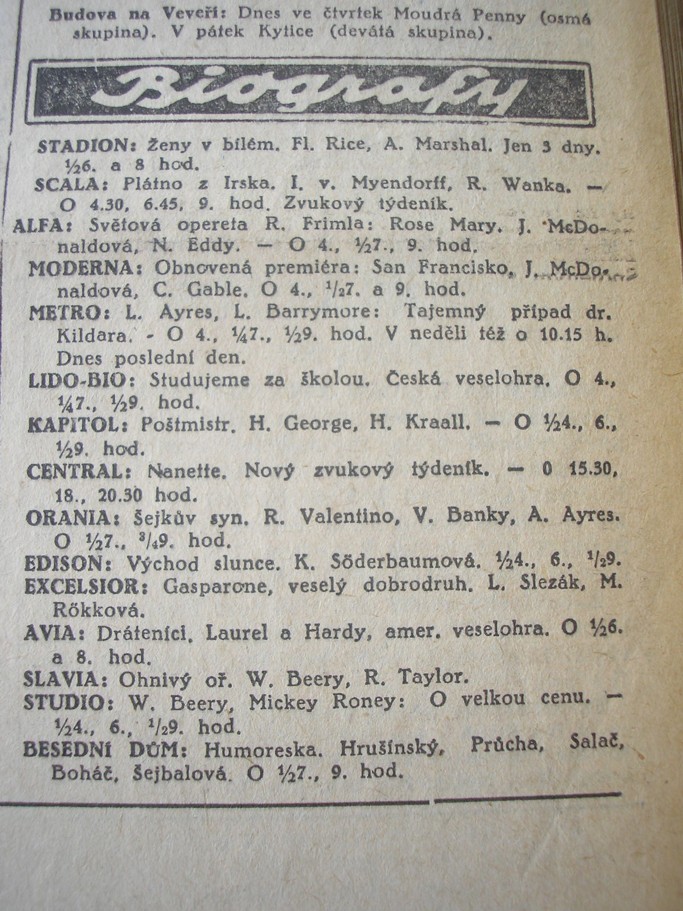 Budova na Veveří: Dnes ve čtvrtek Moudrá Penny (osmá
skupina). V pátek Kytice (devátá skupina).
Biografy
STADION: Ženy v bílém. Fl. Rice, A. Marshal. Jen 3 dny.
½6. a 8 hod.
SCALA: Plátno z Irska. I. v. Myendorff, R. Wanka. —
O 4.30, 6.45, 9. hod. Zvukový týdeník.
ALFA: Světová opereta R. Frimla: Rose Mary. J. McDo-
naldová, N. Eddy. — O 4., ½7., 9. hod.
MODERNA: Obnovená premiéra: San Francisko, J. McDo-
naldová, C. Gable. O 4., ½7. a 9. hod.
METRO: L. Ayres, L. Barrymore: Tajemný případ dr.
Kildara. - O 4., ¼7., ½9. hod. V neděli též o 10.15 h.
Dnes poslední den.
LIDO-BIO: Studujeme za školou. Česká veselohra. O 4.,
¼7., ½9. hod.
KAPITOL: Poštmistr. H. George, H. Kraall. — O ½4., 6.,
½9. hod.
CENTRAL: Nanette. Nový zvukový týdeník. — 0 15.30,
18., 20.30 hod.
ORANIA: Šejkův syn. R. Valentino, V. Banky, A. Ayres.
O ½7., ¾9. hod.
EDISON: Východ slunce. K. Söderbaumová. ½4., 6., ½9.
EXCELSIOR: Gasparone, veselý dobrodruh. L. Slezák, M.
Rökková.
AVIA: Dráteníci. Laurel a Hardy, amer. veselohra. O ½6.
a 8. hod.
SLAVIA: Ohnivý oř. W. Beery, R. Taylor.
STUDIO: W. Beery, Mickey Roney: O velkou cenu. —
½4., 6., ½9. hod.
BESEDNÍ DŮM: Humoreska. Hrušínský, Průcha, Salač,
Boháč, Šejbalová. O ½7., 9. hod.